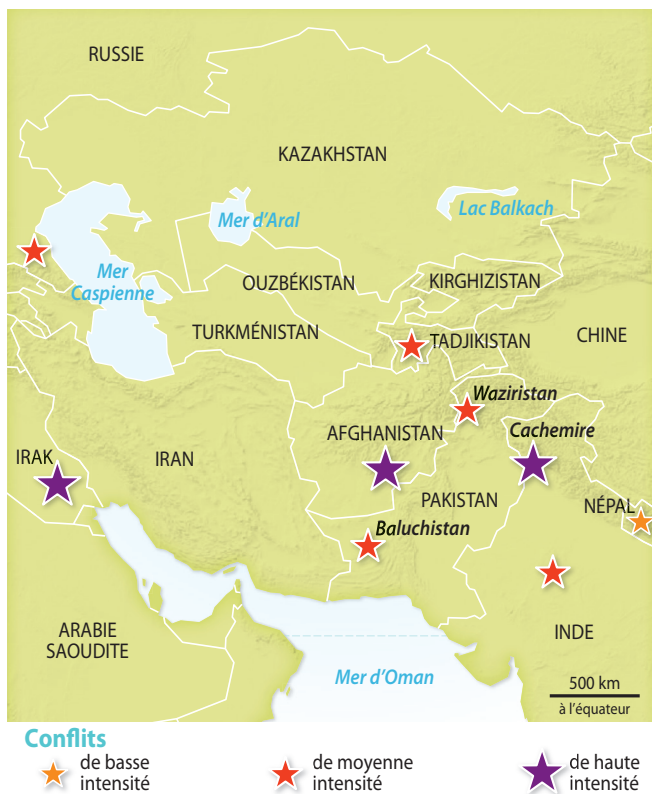 RUSSIE
KAZAKHSTAN
Mer d'Aral
Lac Balkach
Mer
Caspienne
OUZBÉKISTAN
KIRGHIZISTAN
TURKMÉNISTAN
TADJIKISTAN
CHINE
Waziristan
AFGHANISTAN
Cachemire
IRAK
IRAN
PAKISTAN
NÉPAL
Baluchistan
ARABIE
SAOUDITE
INDE
Mer d'Oman
500 km
à l'équateur
Conflits
de basse
intensité
de moyenne
intensité
de haute
intensité